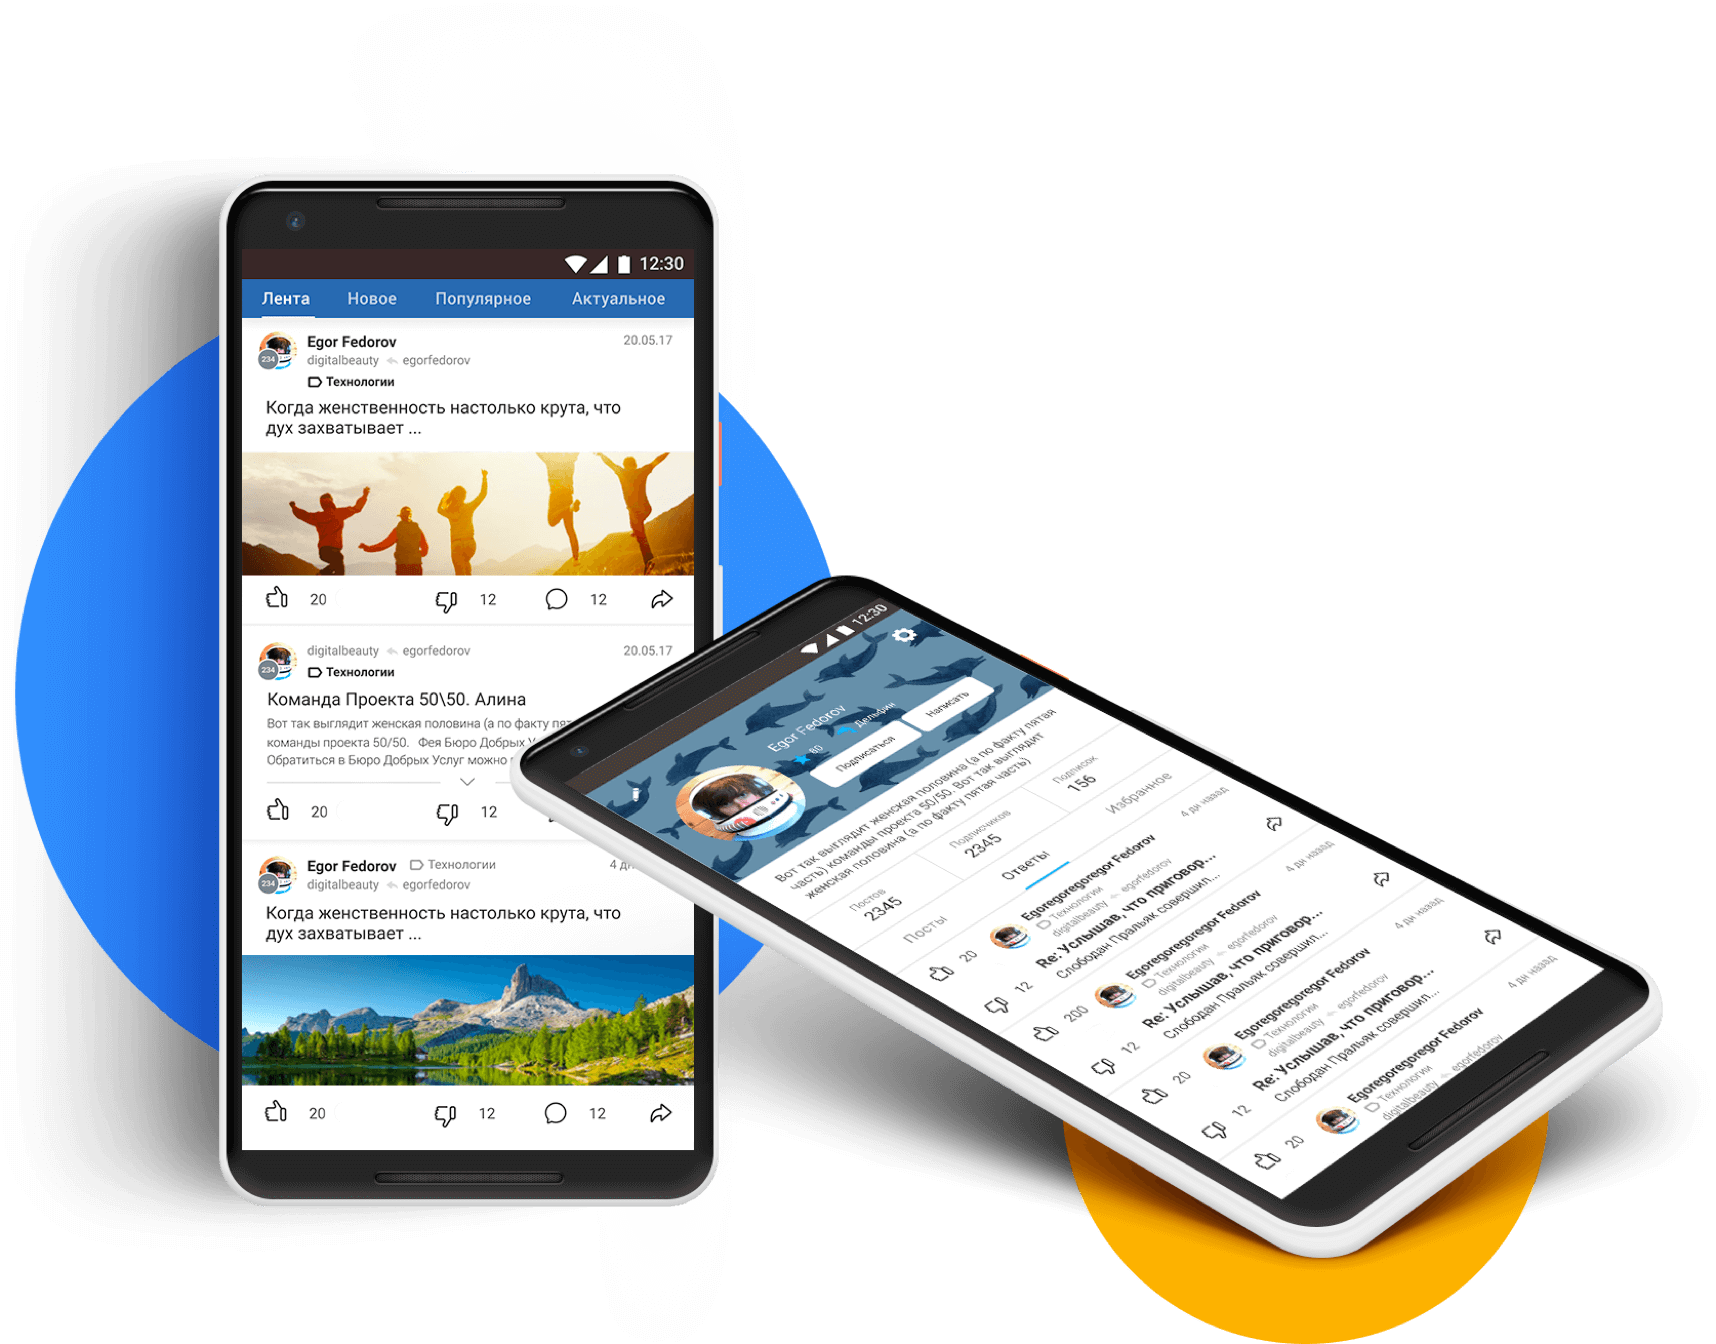 12:30
Лента Новое Популярное Актуальное
Egor Fedorov 20.05.17
digitalbeauty egorfedorov
234
Технологии
Когда женственность настолько крута, что
дух захватывает ...
20 12 12
digitalbeauty egorfedorov 20.05.17
234
Технологии
Команда Проекта 50\50. Алина
Вот так выглядит женская половина (а по факту пят
команды проекта 50/50. Фея Бюро Добрых
Обратиться в Бюро Добрых Услуг можно
20 12
Egor Fedorov Технологии 4 д
234
digitalbeauty egorfedorov
Когда женственность настолько крута, что
дух захватывает ...
20 12 12
12:30
Egor Fedorov
80 Дельфин
Подписаться Написать
Вот так выглядит женская половина (а по факту пятая
часть) команды проекта 50/50. Вот так выглядит
женская половина (а по факту пятая часть)
Постов Подписчиков Подписок
2345 2345 156
Посты Ответы Избранное
Egoregoregoregor Fedorov 4 дн назад
Технологии
digitalbeauty egorfedorov
Re: Услышав, что приговор...
Слободан Пральяк совершил...
20 12
Egoregoregoregor Fedorov 4 дн назад
Технологии
digitalbeauty egorfedorov
Re: Услышав, что приговор...
Слободан Пральяк совершил...
200 12
Egoregoregoregor Fedorov 4 дн назад
Технологии
digitalbeauty egorfedorov
Re: Услышав, что приговор...
Слободан Пральяк совершил...
20 12
Egoregoregoregor Fedorov 4 дн назад
Технологии
digitalbeauty egorfedorov
20